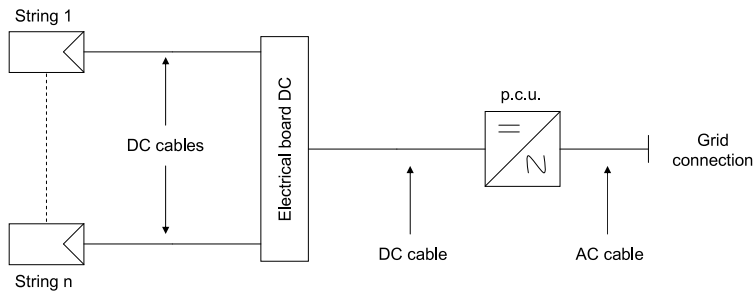 String 1
DC cables
String n
Electrical board DC
DC cable
p.c.u.
AC cable
Grid
connection